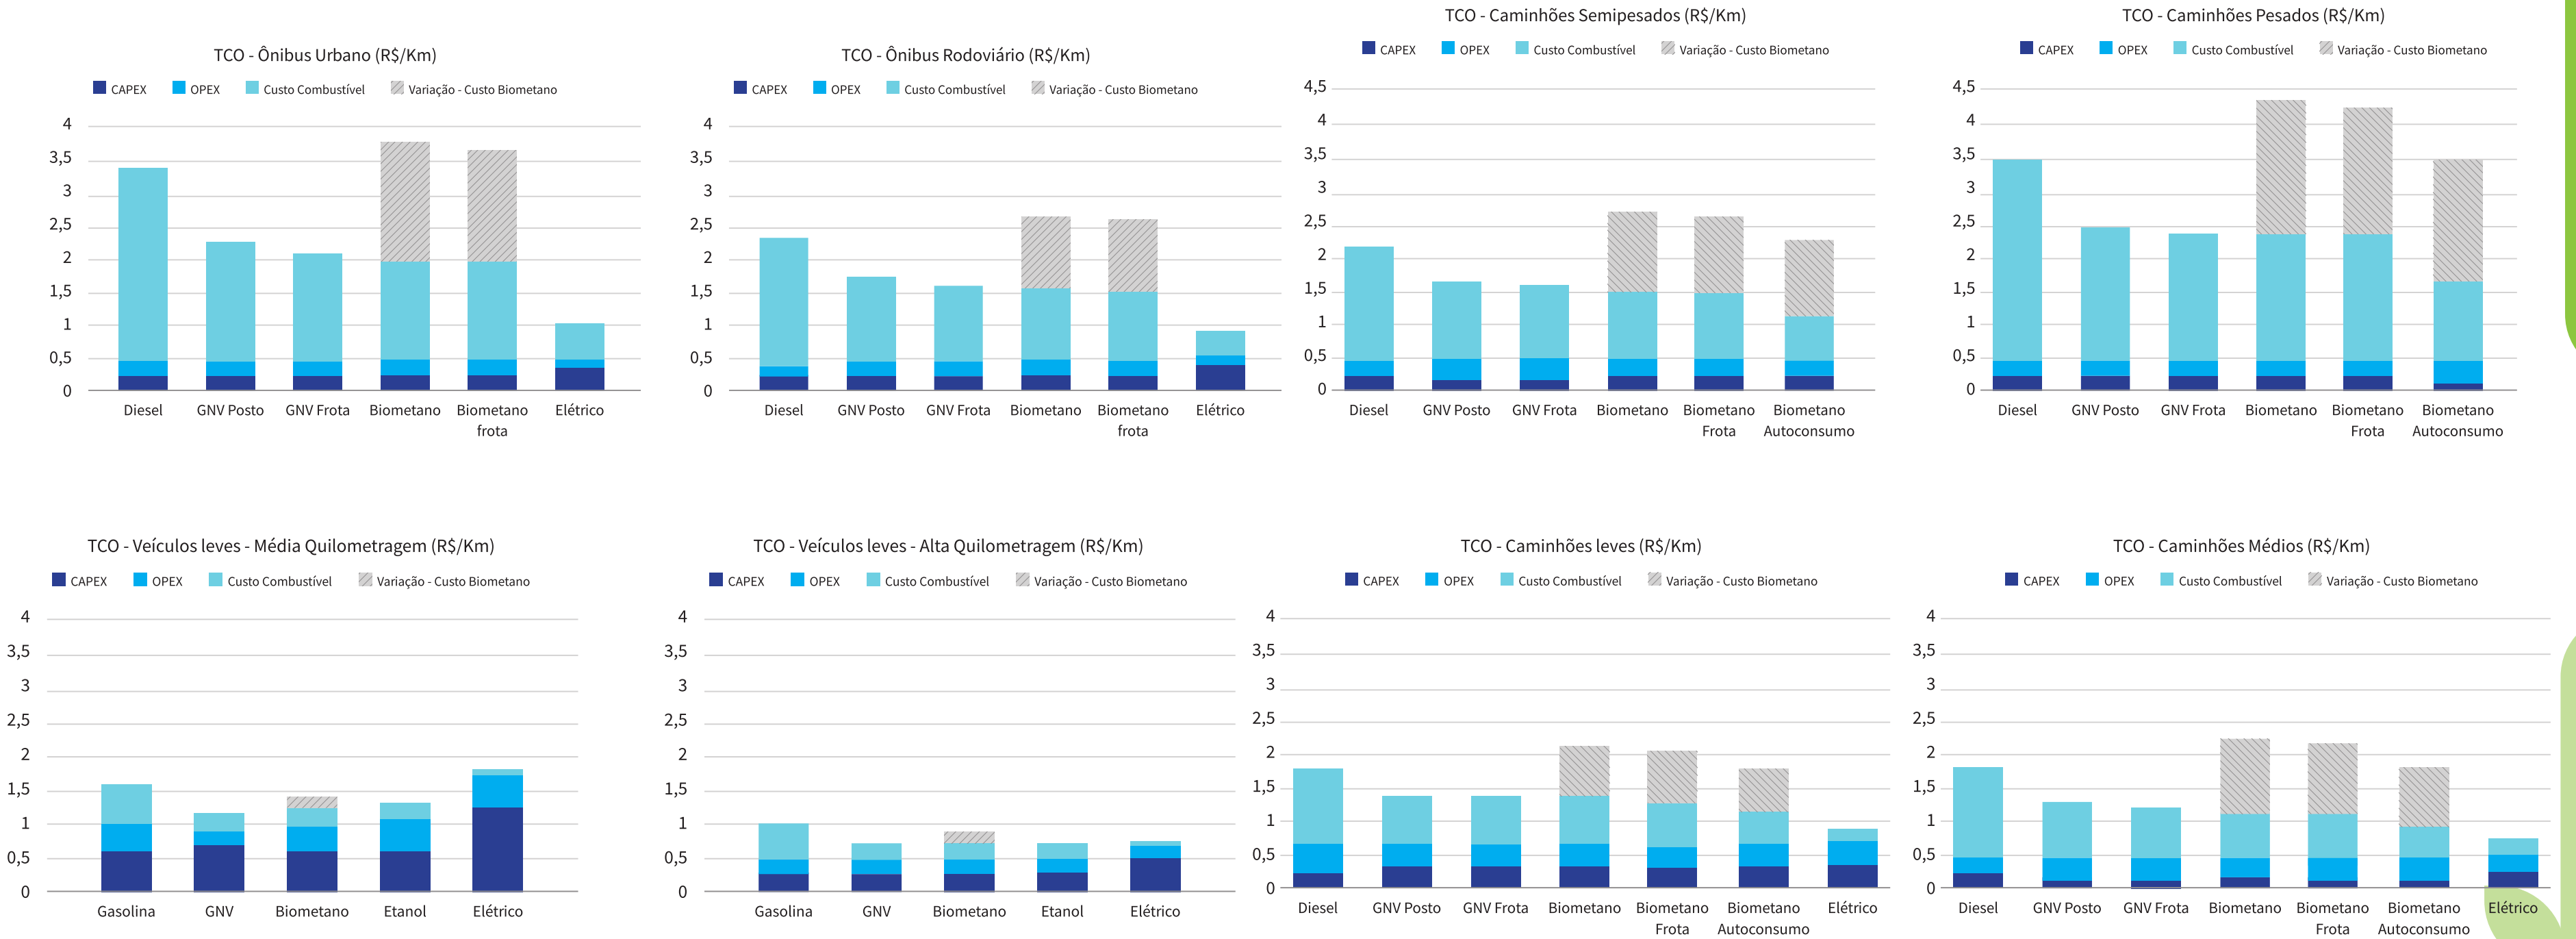 TCO - Ônibus Urbano (R$/Km)
CAPEX OPEX Custo Combustível Variação - Custo Biometano
4
3,5
3
2,5
2
1,5
1
0,5
0
Diesel GNV Posto GNV Frota Biometano Biometano Elétrico
frota
TCO - Ônibus Rodoviário (R$/Km)
CAPEX OPEX Custo Combustível Variação - Custo Biometano
4
3,5
3
2,5
2
1,5
1
0,5
0
Diesel GNV Posto GNV Frota Biometano Biometano Elétrico
frota
TCO - Caminhões Semipesados (R$/Km)
CAPEX OPEX Custo Combustível Variação - Custo Biometano
4,5
4
3,5
3
2,5
2
1,5
1
0,5
0
Diesel GNV Posto GNV Frota Biometano Biometano Biometano
Frota Autoconsumo
TCO - Caminhões Pesados (R$/Km)
CAPEX OPEX Custo Combustível Variação - Custo Biometano
4,5
4
3,5
3
2,5
2
1,5
1
0,5
0
Diesel GNV Posto GNV Frota Biometano Biometano Biometano
Frota Autoconsumo
TCO - Veículos leves - Média Quilometragem (R$/Km)
CAPEX OPEX Custo Combustível Variação - Custo Biometano
4
3,5
3
2,5
2
1,5
1
0,5
0
Gasolina GNV Biometano Etanol Elétrico
TCO - Veículos leves - Alta Quilometragem (R$/Km)
CAPEX OPEX Custo Combustível Variação - Custo Biometano
4
3,5
3
2,5
2
1,5
1
0,5
0
Gasolina GNV Biometano Etanol Elétrico
TCO - Caminhões leves (R$/Km)
CAPEX OPEX Custo Combustível Variação - Custo Biometano
4
3,5
3
2,5
2
1,5
1
0,5
0
Diesel GNV Posto GNV Frota Biometano Biometano Biometano Elétrico
Frota Autoconsumo
TCO - Caminhões Médios (R$/Km)
CAPEX OPEX Custo Combustível Variação - Custo Biometano
4
3,5
3
2,5
2
1,5
1
0,5
0
Diesel GNV Posto GNV Frota Biometano Biometano Biometano Elétrico
Frota Autoconsumo